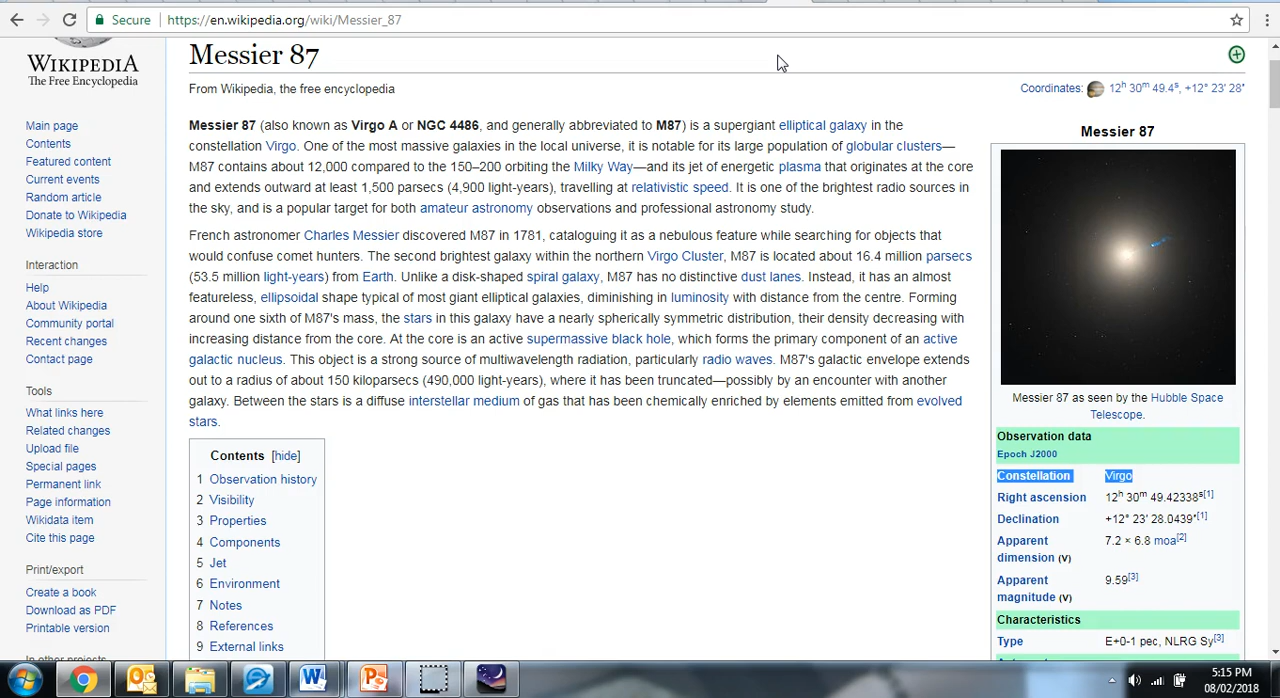 Secure https://en.wikipedia.org/wiki/Messier_87
WIKIPEDIA
The Free Encyclopedia
Main page
Contents
Featured content
Current events
Random article
Donate to Wikipedia
Wikipedia store
Interaction
Help
About Wikipedia
Community portal
Recent changes
Contact page
Tools
What links here
Related changes
Upload file
Special pages
Permanent link
Page information
Wikidata item
Cite this page
Print/export
Create a book
Download as PDF
Printable version
In other projects
Messier 87
From Wikipedia, the free encyclopedia
Coordinates: 12h 30m 49.4s, +12° 23′ 28″
Messier 87 (also known as Virgo A or NGC 4486, and generally abbreviated to M87) is a supergiant elliptical galaxy in the
constellation Virgo. One of the most massive galaxies in the local universe, it is notable for its large population of globular clusters—
M87 contains about 12,000 compared to the 150–200 orbiting the Milky Way—and its jet of energetic plasma that originates at the core
and extends outward at least 1,500 parsecs (4,900 light-years), travelling at relativistic speed. It is one of the brightest radio sources in
the sky, and is a popular target for both amateur astronomy observations and professional astronomy study.
French astronomer Charles Messier discovered M87 in 1781, cataloguing it as a nebulous feature while searching for objects that
would confuse comet hunters. The second brightest galaxy within the northern Virgo Cluster, M87 is located about 16.4 million parsecs
(53.5 million light-years) from Earth. Unlike a disk-shaped spiral galaxy, M87 has no distinctive dust lanes. Instead, it has an almost
featureless, ellipsoidal shape typical of most giant elliptical galaxies, diminishing in luminosity with distance from the centre. Forming
around one sixth of M87's mass, the stars in this galaxy have a nearly spherically symmetric distribution, their density decreasing with
increasing distance from the core. At the core is an active supermassive black hole, which forms the primary component of an active
galactic nucleus. This object is a strong source of multiwavelength radiation, particularly radio waves. M87's galactic envelope extends
out to a radius of about 150 kiloparsecs (490,000 light-years), where it has been truncated—possibly by an encounter with another
galaxy. Between the stars is a diffuse interstellar medium of gas that has been chemically enriched by elements emitted from evolved
stars.
Contents [hide]
1 Observation history
2 Visibility
3 Properties
4 Components
5 Jet
6 Environment
7 Notes
8 References
9 External links
Messier 87
Messier 87 as seen by the Hubble Space
Telescope.
Observation data
Epoch J2000
Constellation Virgo
Right ascension 12h 30m 49.42338s[1]
Declination +12° 23′ 28.0439″[1]
Apparent 7.2 × 6.8 moa[2]
dimension (V)
Apparent 9.59[3]
magnitude (V)
Characteristics
Type E+0-1 pec, NLRG Sy[3]
5:15 PM
08/02/2018